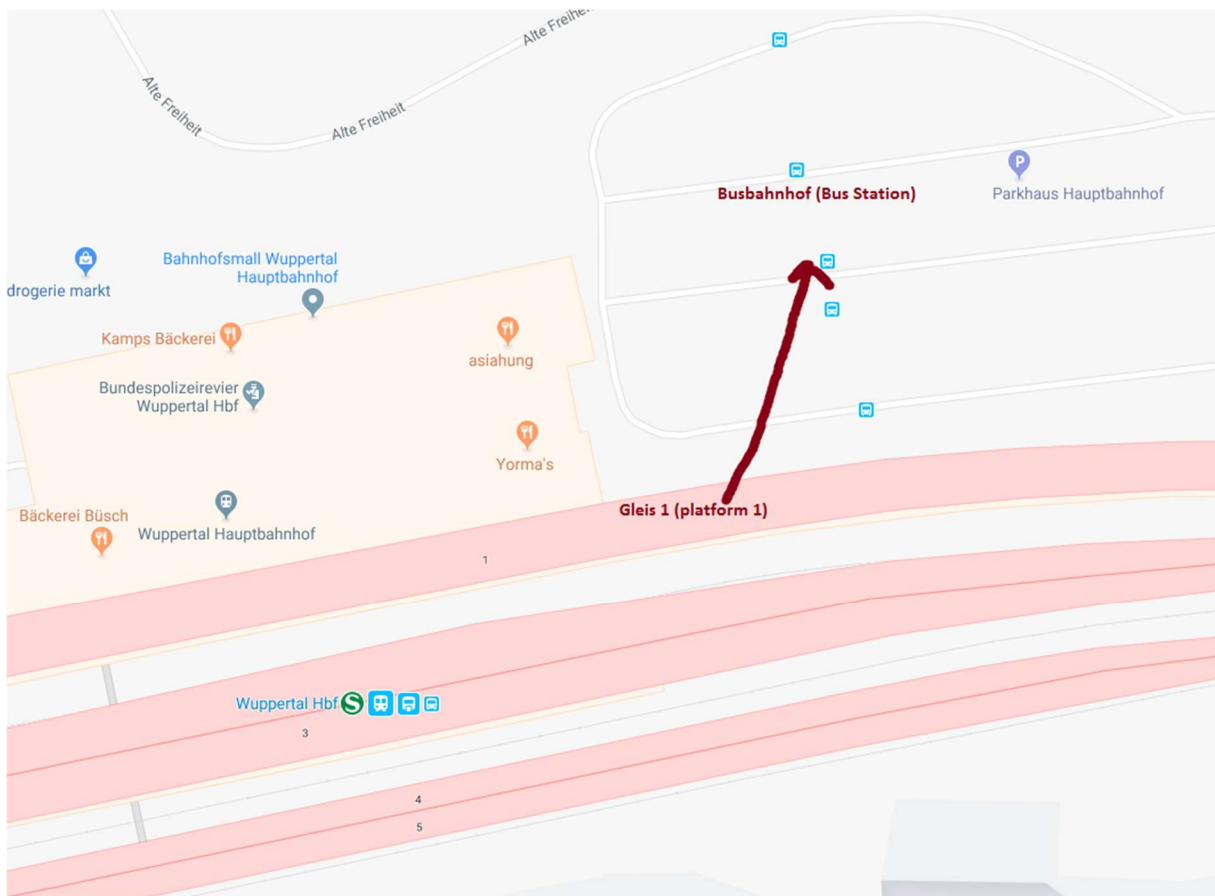 Alte Freiheit
Alte Freiheit
Alte Freiheit
Busbahnhof (Bus Station)
P
Parkhaus Hauptbahnhof
Bahnhofsmall Wuppertal
Hauptbahnhof
drogerie markt
Kamps Bäckerei
asiahung
Bundespolizeirevier
Wuppertal Hbf
Yorma's
Gleis 1 (platform 1)
Bäckerei Büsch
Wuppertal Hauptbahnhof
1
Wuppertal Hbf S
3
4
5